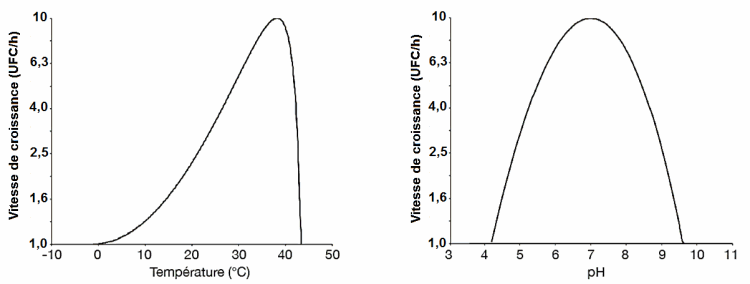 Vitesse de croissance (UFC/h)
10
6,3
4,0
2,5
1,6
1,0
-10 0 10 20 30 40 50
Température (°C)
Vitesse de croissance (UFC/h)
10
6,3
4,0
2,5
1,6
1,0
3 4 5 6 7 8 9 10 11
pH